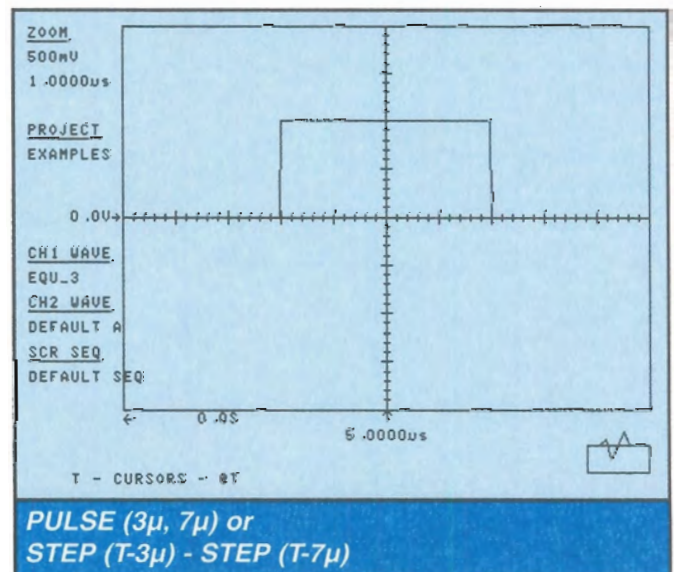 ZOOM
500mV
1.0000us
PROJECT
EXAMPLES
0.0V→
CH1 WAVE
EQU_3
CH2 WAVE
DEFAULT A
SCR SEQ
DEFAULT SEQ
← 0.0S
5.0000us
T - CURSORS - @T
PULSE (3µ, 7µ) or
STEP (T-3µ) - STEP (T-7µ)